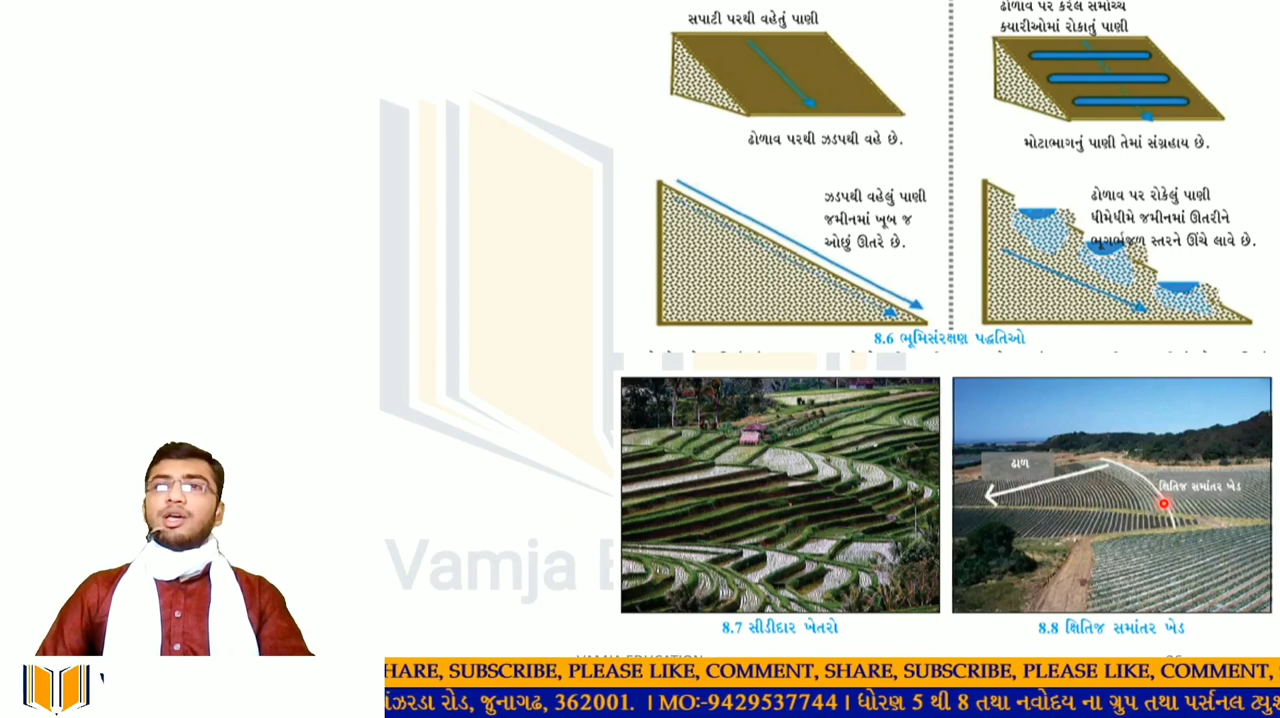 સપાટી પરથી વહેતું પાણી
ઢોળાવ પરથી ઝડપથી વહે છે.
ઝડપથી વહેલું પાણી
જમીનમાં ખૂબ જ
ઓછું ઊતરે છે.
ઢોળાવ પર કરેલ સમોચ્ચ
ક્યારીઓમાં રોકાતું પાણી
મોટાભાગનું પાણી તેમાં સંગ્રહાય છે.
ઢોળાવ પર રોકેલું પાણી
ધીમેધીમે જમીનમાં ઊતરીને
ભૂગર્ભજળ સ્તરને ઊંચે લાવે છે.
8.6 ભૂમિસંરક્ષણ પદ્ધતિઓ
ઢાળ
ક્ષિતિજ સમાંતર ખેડ
8.7 સીડીદાર ખેતરો
8.8 ક્ષિતિજ સમાંતર ખેડ
Vamja
VAMJA EDUCATION
HARE, SUBSCRIBE, PLEASE LIKE, COMMENT, SHARE, SUBSCRIBE, PLEASE LIKE, COMMENT,
ાંઝરડા રોડ, જુનાગઢ, 362001. | MO:-9429537744 | ધોરણ 5 થી 8 તથા નવોદય ના ગ્રુપ તથા પર્સનલ ટ્યુશ